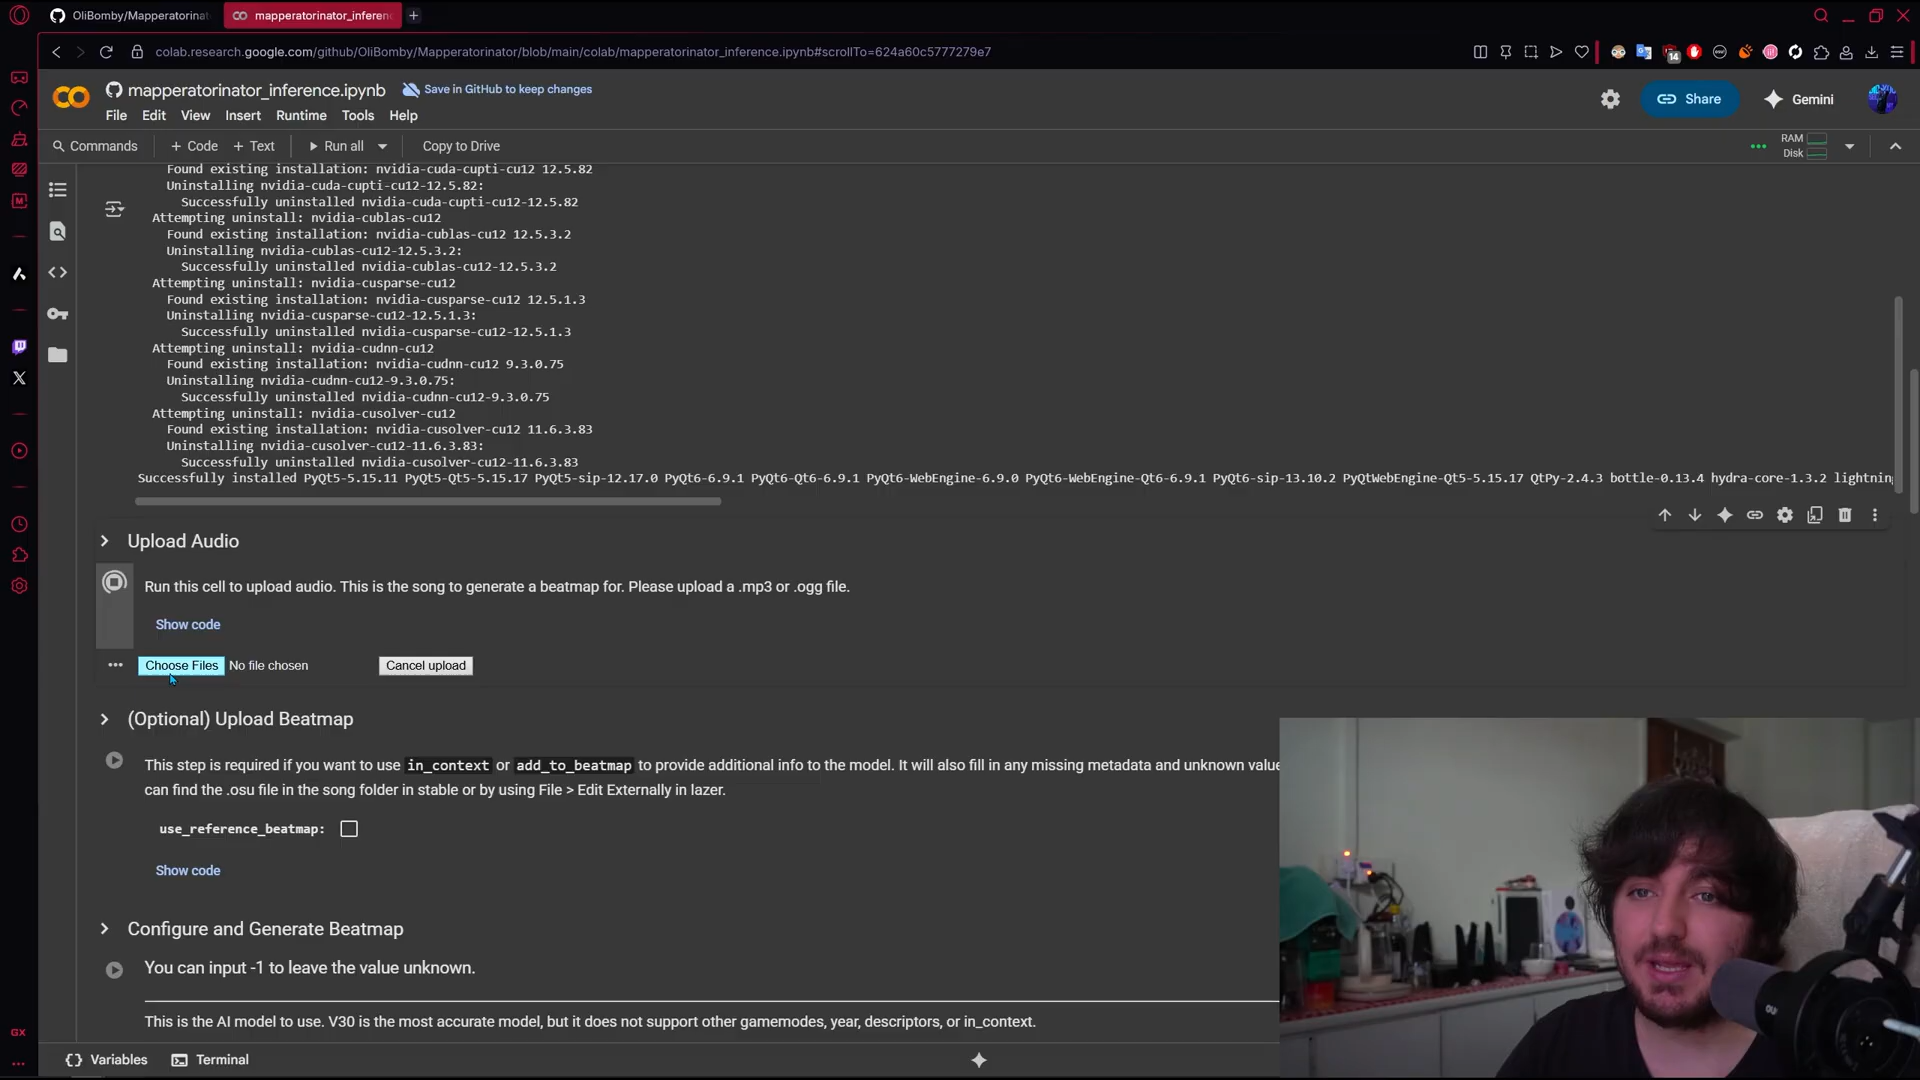 OliBomby/Mapperatorina
mapperatorinator_inferen
colab.research.google.com/github/OliBomby/Mapperatorinator/blob/main/colab/mapperatorinator_inference.ipynb#scrollTo=624a60c5777279e7
14
mapperatorinator_inference.ipynb
Save in GitHub to keep changes
File Edit View Insert Runtime Tools Help
Share
Gemini
Commands
+ Code + Text
Run all
Copy to Drive
RAM
Disk
Found existing installation: nvidia-cuda-cupti-cu12 12.5.82
Uninstalling nvidia-cuda-cupti-cu12-12.5.82:
Successfully uninstalled nvidia-cuda-cupti-cu12-12.5.82
Attempting uninstall: nvidia-cublas-cu12
Found existing installation: nvidia-cublas-cu12 12.5.3.2
Uninstalling nvidia-cublas-cu12-12.5.3.2:
Successfully uninstalled nvidia-cublas-cu12-12.5.3.2
Attempting uninstall: nvidia-cusparse-cu12
Found existing installation: nvidia-cusparse-cu12 12.5.1.3
Uninstalling nvidia-cusparse-cu12-12.5.1.3:
Successfully uninstalled nvidia-cusparse-cu12-12.5.1.3
Attempting uninstall: nvidia-cudnn-cu12
Found existing installation: nvidia-cudnn-cu12 9.3.0.75
Uninstalling nvidia-cudnn-cu12-9.3.0.75:
Successfully uninstalled nvidia-cudnn-cu12-9.3.0.75
Attempting uninstall: nvidia-cusolver-cu12
Found existing installation: nvidia-cusolver-cu12 11.6.3.83
Uninstalling nvidia-cusolver-cu12-11.6.3.83:
Successfully uninstalled nvidia-cusolver-cu12-11.6.3.83
Successfully installed PyQt5-5.15.11 PyQt5-Qt5-5.15.17 PyQt5-sip-12.17.0 PyQt6-6.9.1 PyQt6-Qt6-6.9.1 PyQt6-WebEngine-6.9.0 PyQt6-WebEngine-Qt6-6.9.1 PyQt6-sip-13.10.2 PyQtWebEngine-Qt5-5.15.17 QtPy-2.4.3 bottle-0.13.4 hydra-core-1.3.2 lightning
Upload Audio
Run this cell to upload audio. This is the song to generate a beatmap for. Please upload a .mp3 or .ogg file.
Show code
Choose Files No file chosen
Cancel upload
(Optional) Upload Beatmap
This step is required if you want to use in_context or add_to_beatmap to provide additional info to the model. It will also fill in any missing metadata and unknown value
can find the .osu file in the song folder in stable or by using File > Edit Externally in lazer.
use_reference_beatmap:
Show code
Configure and Generate Beatmap
You can input -1 to leave the value unknown.
This is the AI model to use. V30 is the most accurate model, but it does not support other gamemodes, year, descriptors, or in_context.
GX
Variables
Terminal